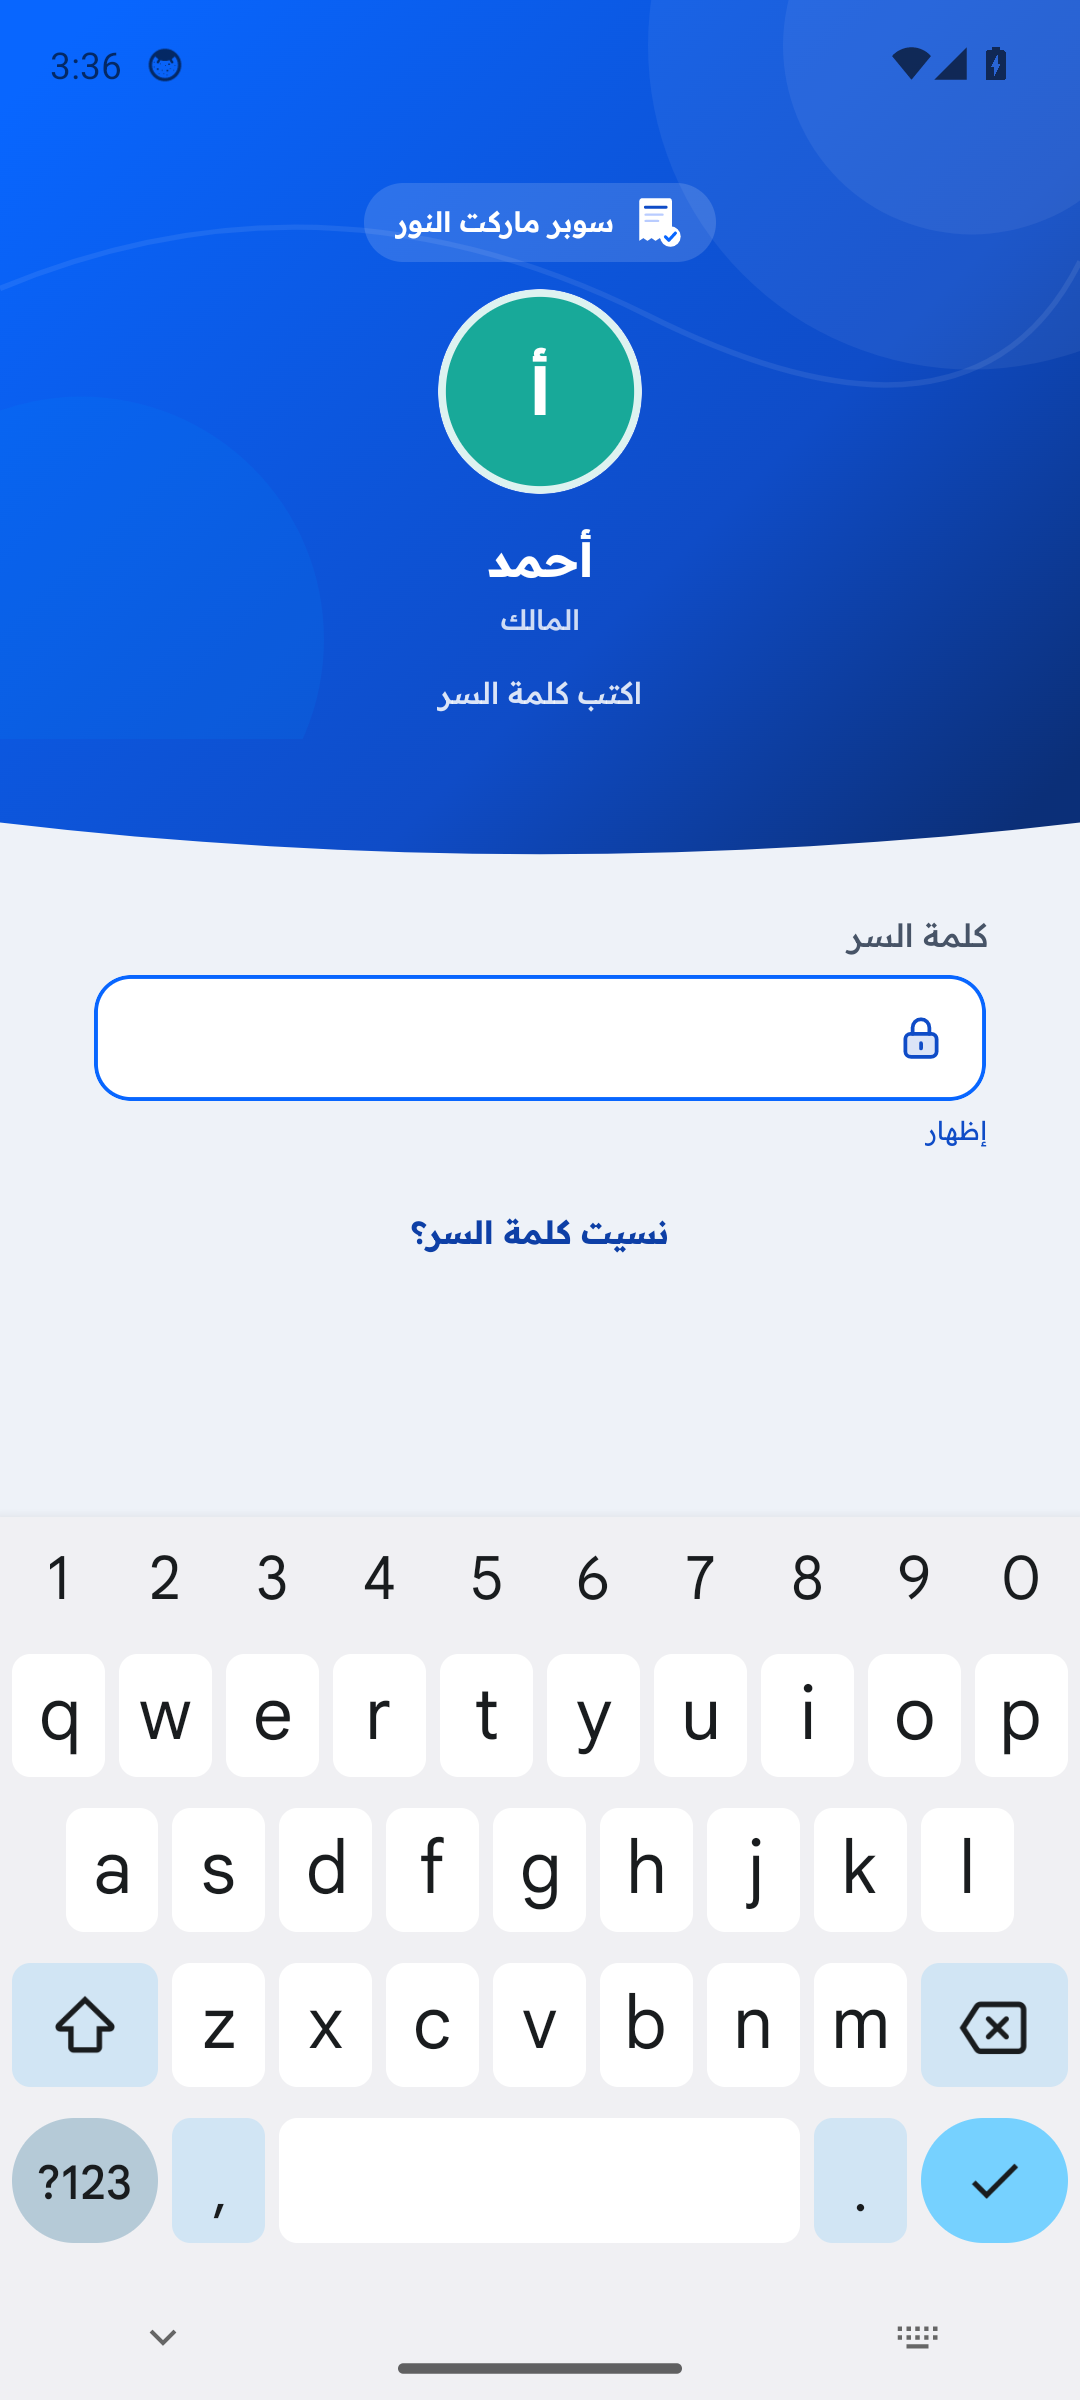 3:36
سوبر ماركت النور
أ
أحمد
المالك
اكتب كلمة السر
كلمة السر
إظهار
نسيت كلمة السر؟
1 2 3 4 5 6 7 8 9 0
q w e r t y u i o p
a s d f g h j k l
z x c v b n m
?123 , .